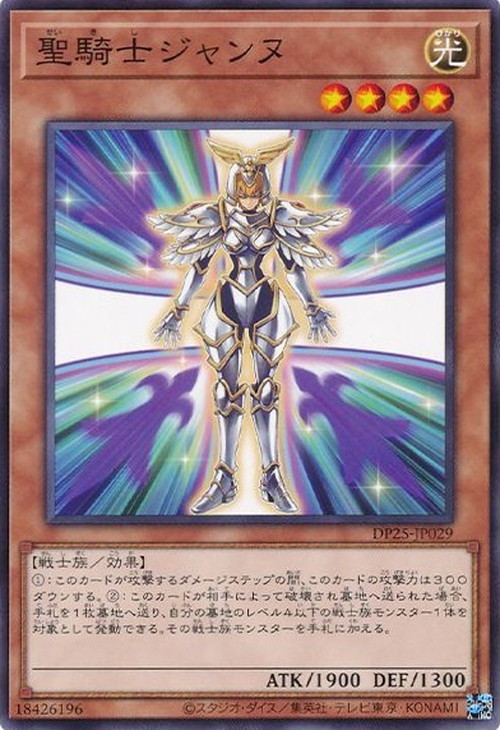 聖騎士ジャンヌ
光
DP25-JP029
【戦士族/効果】
①:このカードが攻撃するダメージステップの間、このカードの攻撃力は３００
ダウンする。②:このカードが相手によって破壊され墓地へ送られた場合、
手札を１枚墓地へ送り、自分の墓地のレベル４以下の戦士族モンスター１体を
対象として発動できる。その戦士族モンスターを手札に加える。
ATK/1900 DEF/1300
18426196 ©スタジオ・ダイス/集英社・テレビ東京・KONAMI